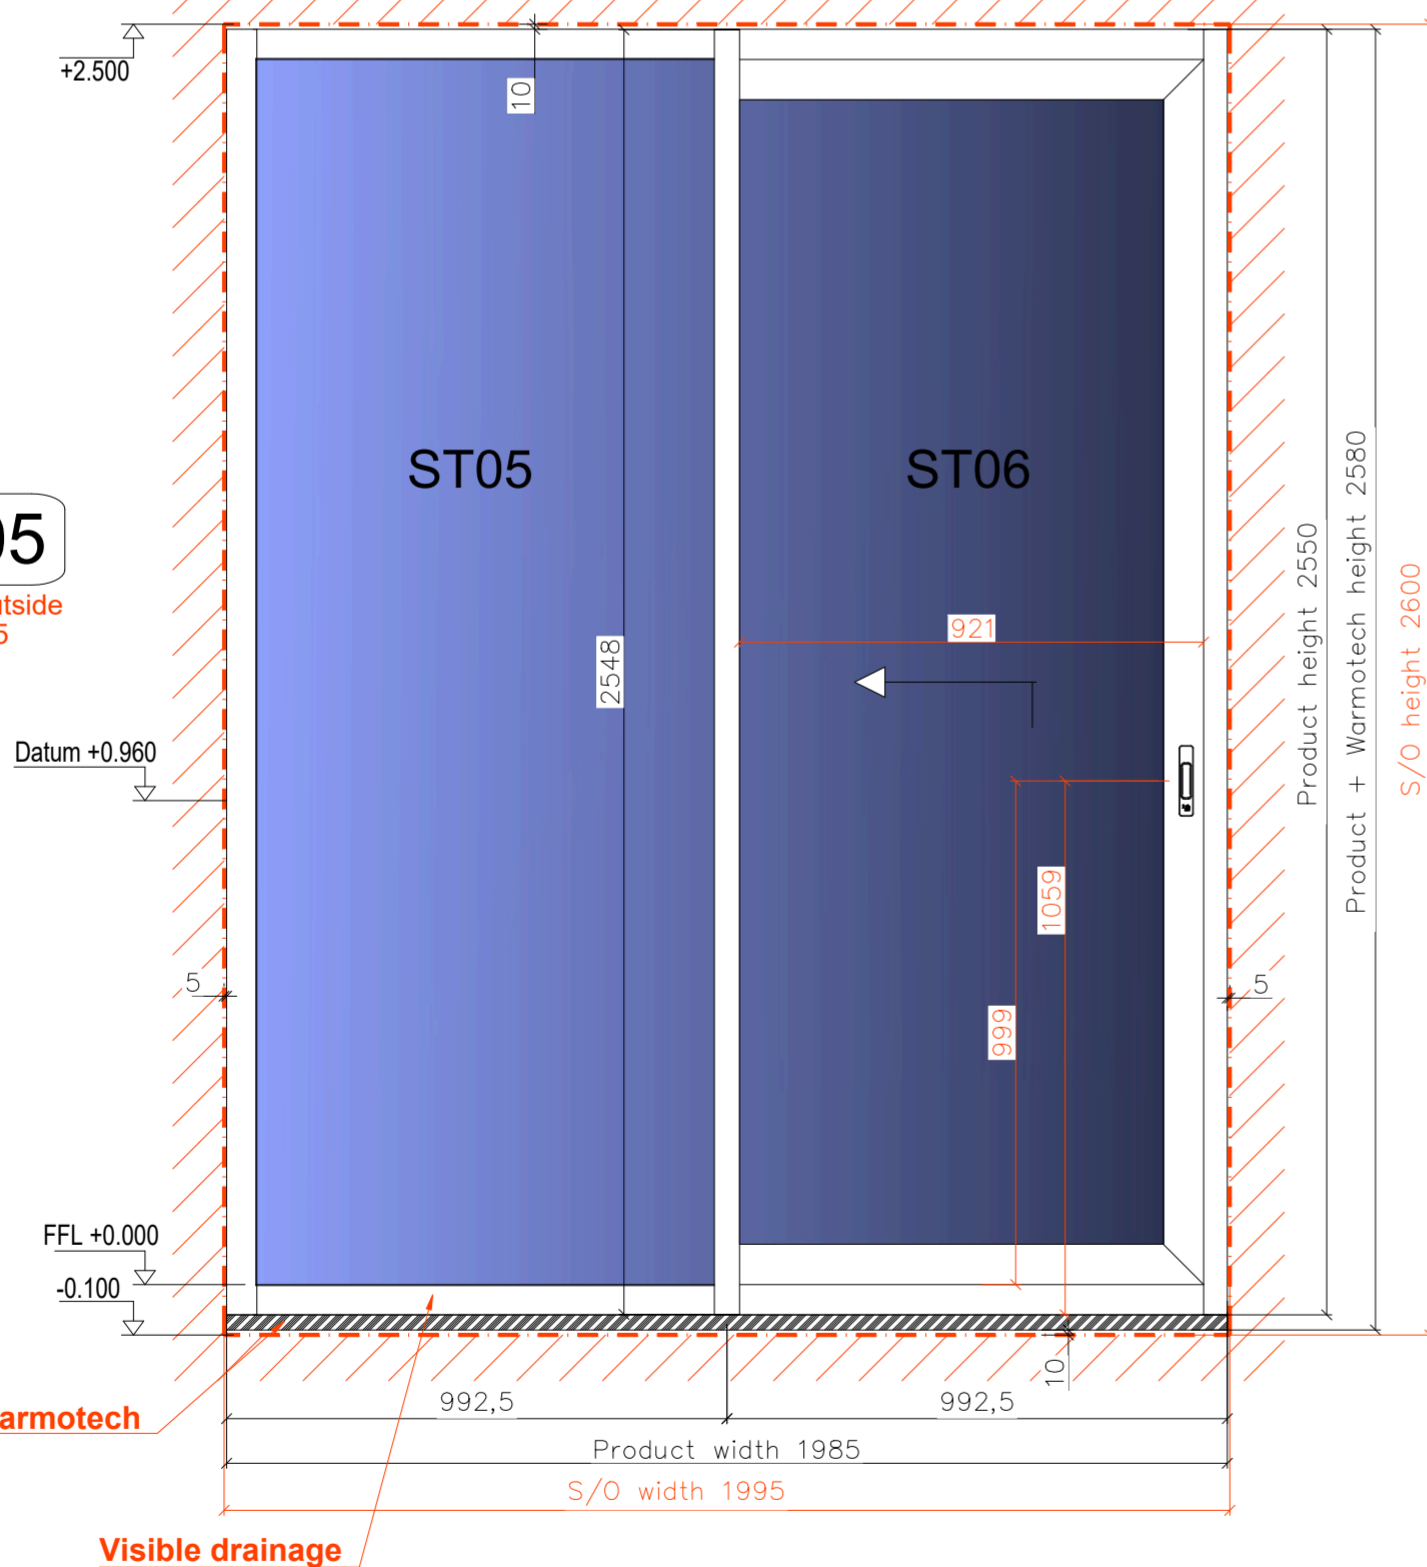 +2.500
10
ST05
ST06
05
5
921
2548
Product height 2550
Product + Warmotech height 2580
S/O height 2600
Datum +0.960
1059
999
5
5
FFL +0.000
-0.100
10
992,5
992,5
armotech
Product width 1985
S/O width 1995
Visible drainage